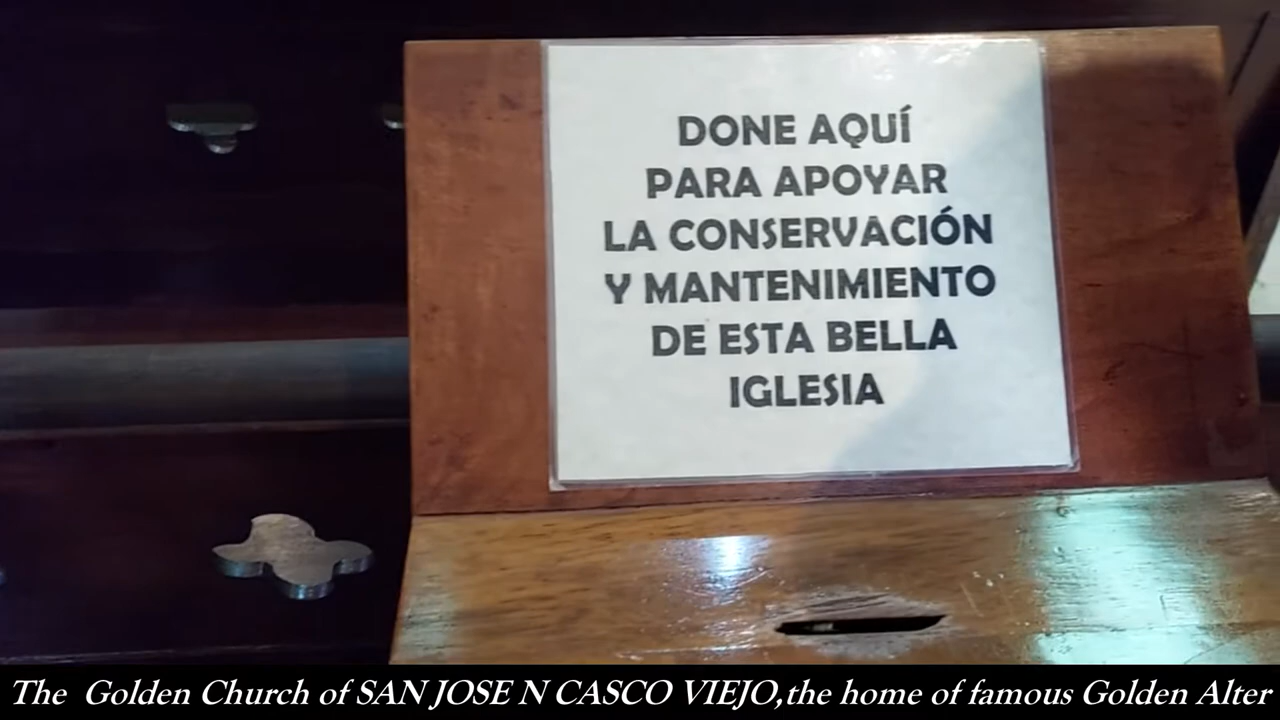 DONE AQUÍ
PARA APOYAR
LA CONSERVACIÓN
Y MANTENIMIENTO
DE ESTA BELLA
IGLESIA
The Golden Church of SAN JOSE N CASCO VIEJO,the home of famous Golden Alter